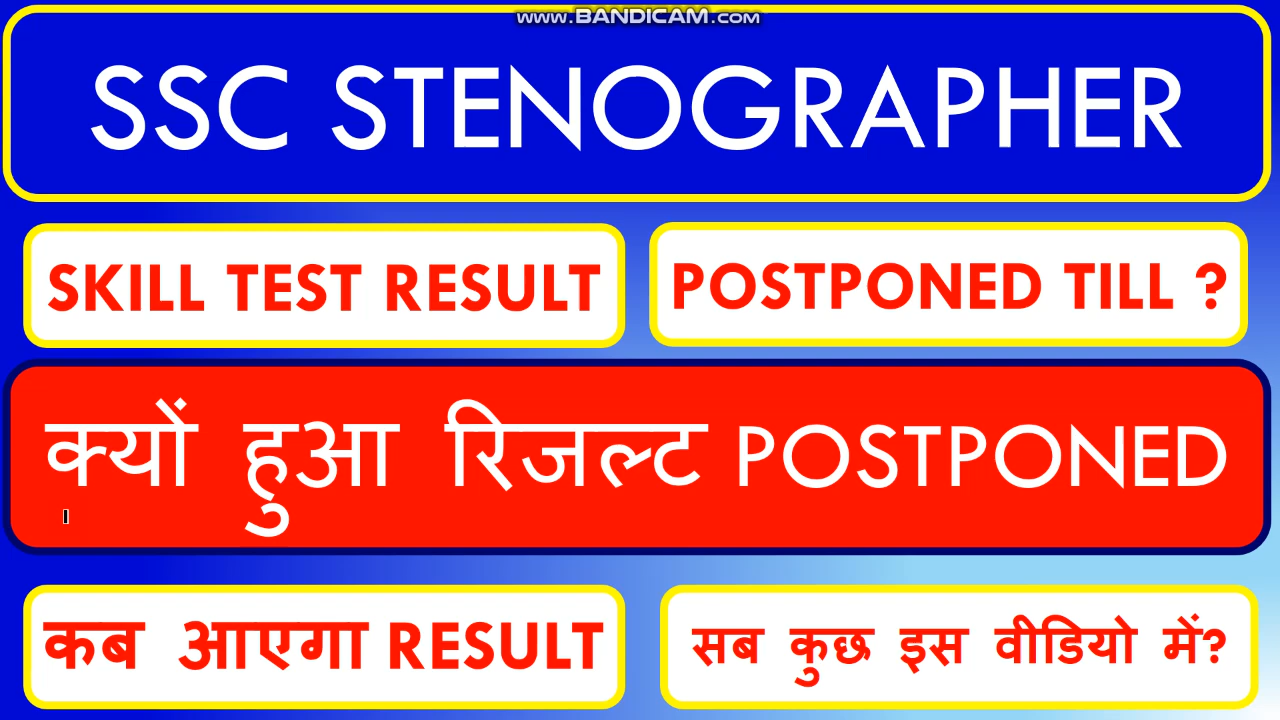 www.BANDICAM.com
SSC STENOGRAPHER
SKILL TEST RESULT
POSTPONED TILL ?
क्यों हुआ रिजल्ट POSTPONED
कब आएगा RESULT
सब कुछ इस वीडियो में?